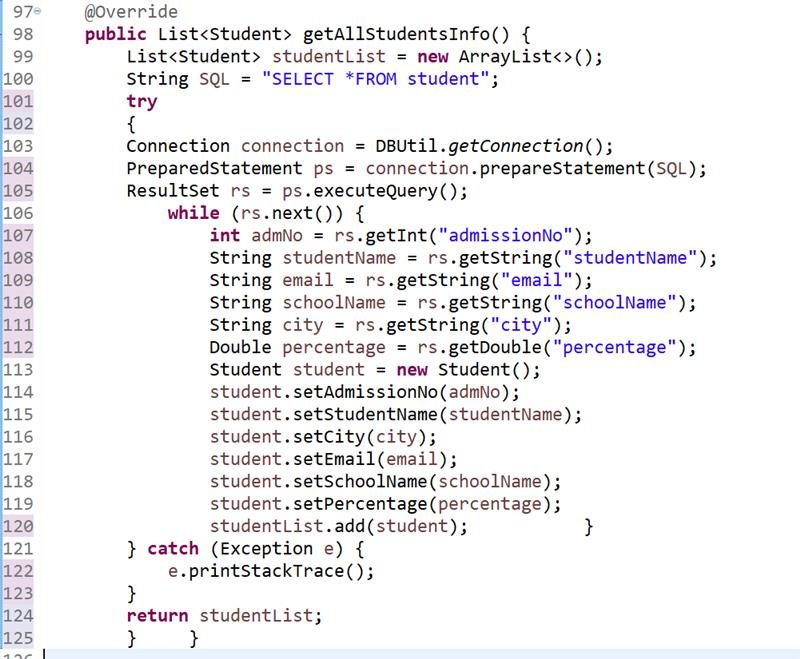 97 @Override
98 public List<Student> getAllStudentsInfo() {
99 List<Student> studentList = new ArrayList<>();
100 String SQL = "SELECT *FROM student";
101 try
102 {
103 Connection connection = DBUtil.getConnection();
104 PreparedStatement ps = connection.prepareStatement(SQL);
105 ResultSet rs = ps.executeQuery();
106 while (rs.next()) {
107 int admNo = rs.getInt("admissionNo");
108 String studentName = rs.getString("studentName");
109 String email = rs.getString("email");
110 String schoolName = rs.getString("schoolName");
111 String city = rs.getString("city");
112 Double percentage = rs.getDouble("percentage");
113 Student student = new Student();
114 student.setAdmissionNo(admNo);
115 student.setStudentName(studentName);
116 student.setCity(city);
117 student.setEmail(email);
118 student.setSchoolName(schoolName);
119 student.setPercentage(percentage);
120 studentList.add(student); }
121 } catch (Exception e) {
122 e.printStackTrace();
123 }
124 return studentList;
125 } }